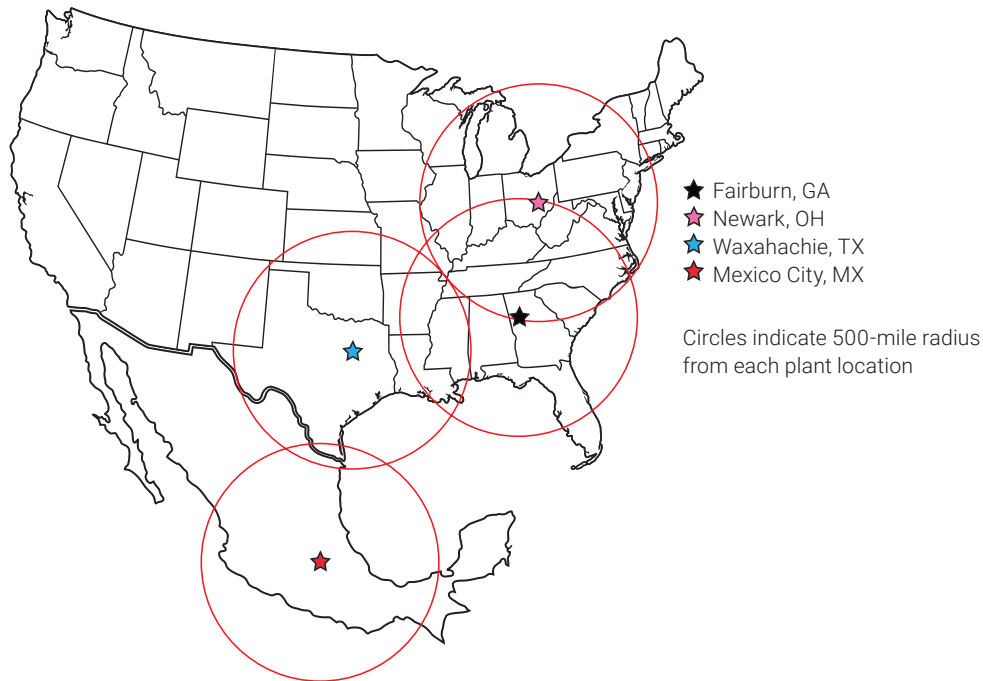 Fairburn, GA
Newark, OH
Waxahachie, TX
Mexico City, MX
Circles indicate 500-mile radius
from each plant location